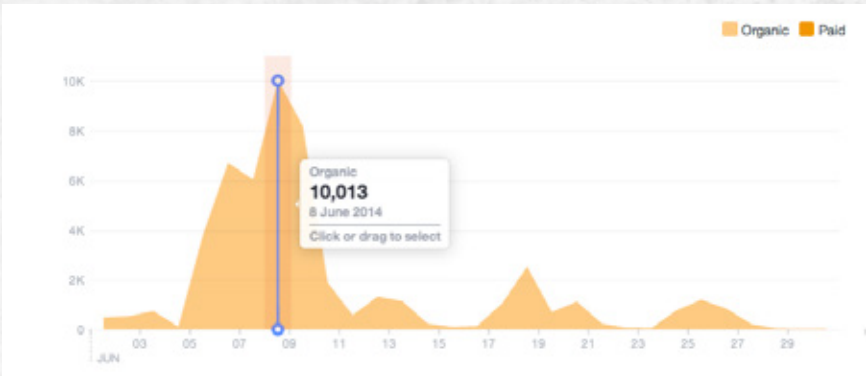 Organic Paid
10K
8K
6K
4K
2K
0
Organic
10,013
8 June 2014
Click or drag to select
03 05 07 09 11 13 15 17 19 21 23 25 27 29
JUN